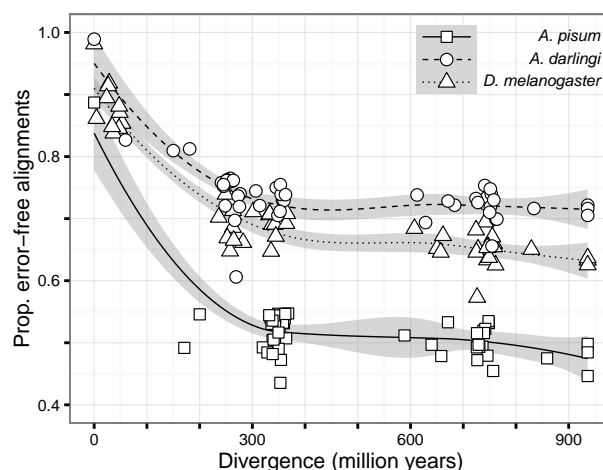 1.0
0.8
0.6
0.4
Prop. error–free alignments
A. pisum
A. darlingi
D. melanogaster
0 300 600 900
Divergence (million years)